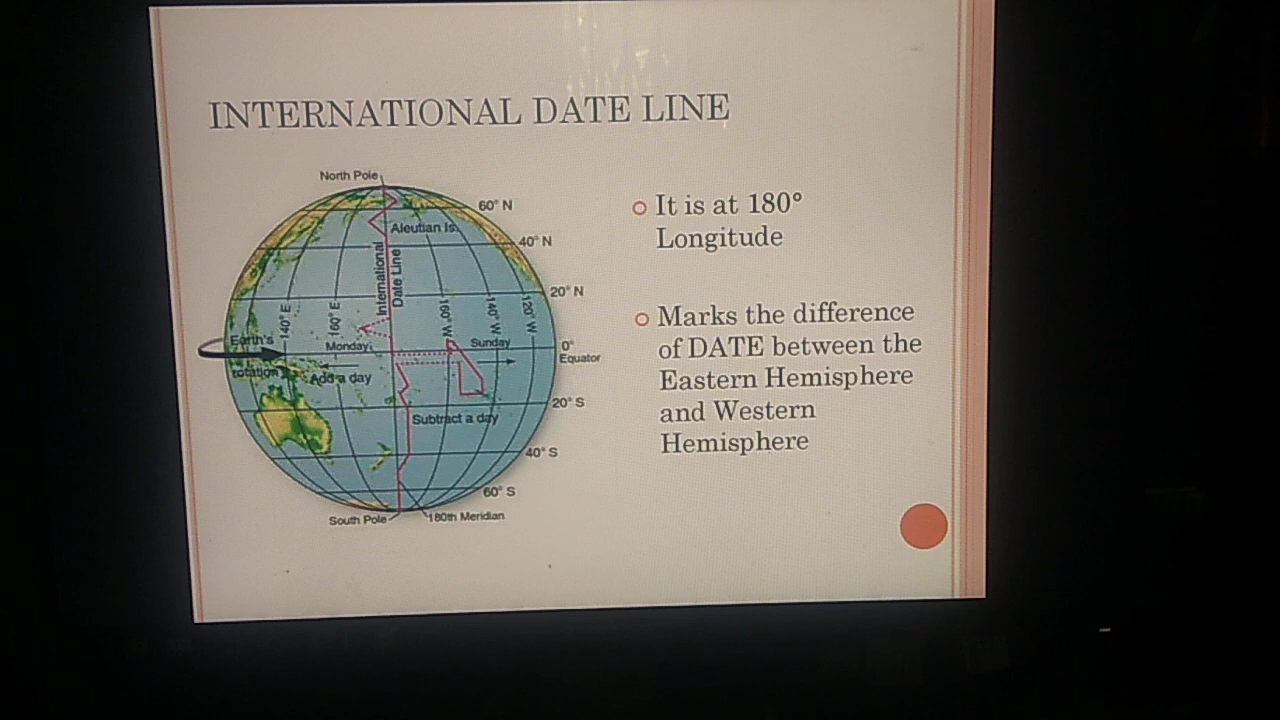 INTERNATIONAL DATE LINE
North Pole
60° N
Aleutian Is.
40° N
International
Date Line
20° N
140° E
160° E
160° W
140° W
120° W
Earth's
rotation
Monday
Sunday
0°
Equator
Add a day
20° S
Subtract a day
40° S
60° S
South Pole
180th Meridian
It is at 180°
Longitude
Marks the difference
of DATE between the
Eastern Hemisphere
and Western
Hemisphere